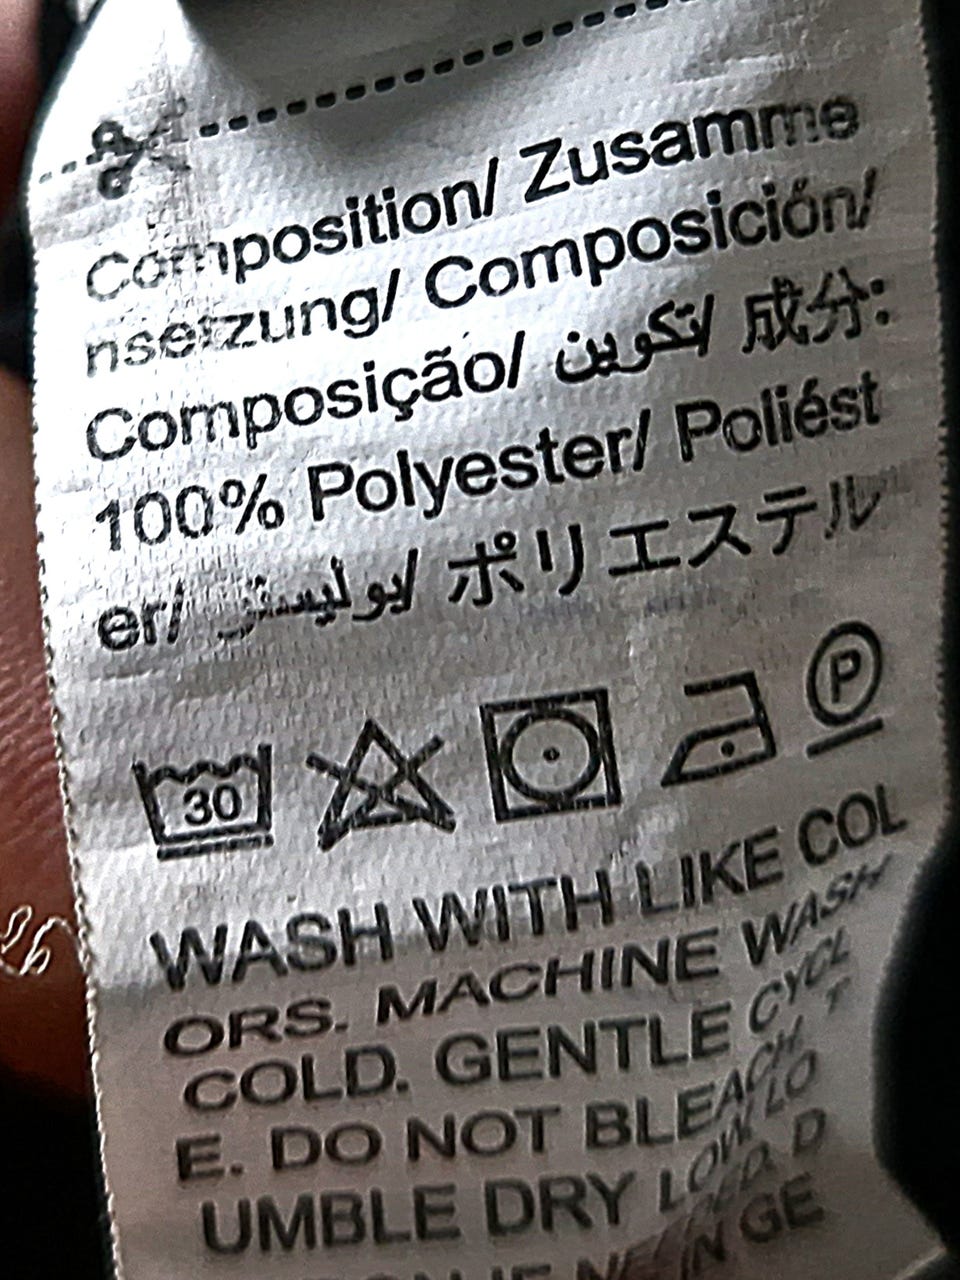 Composition/ Zusamme
nsetzung/ Composición/
Composição/ تكوين/ 成分:
100% Polyester/ Poliést
er/ بوليستر/ ポリエステル
30
P
WASH WITH LIKE COL
ORS. MACHINE WASH
COLD. GENTLE CYCL
E. DO NOT BLEACH. T
UMBLE DRY LOW. LO